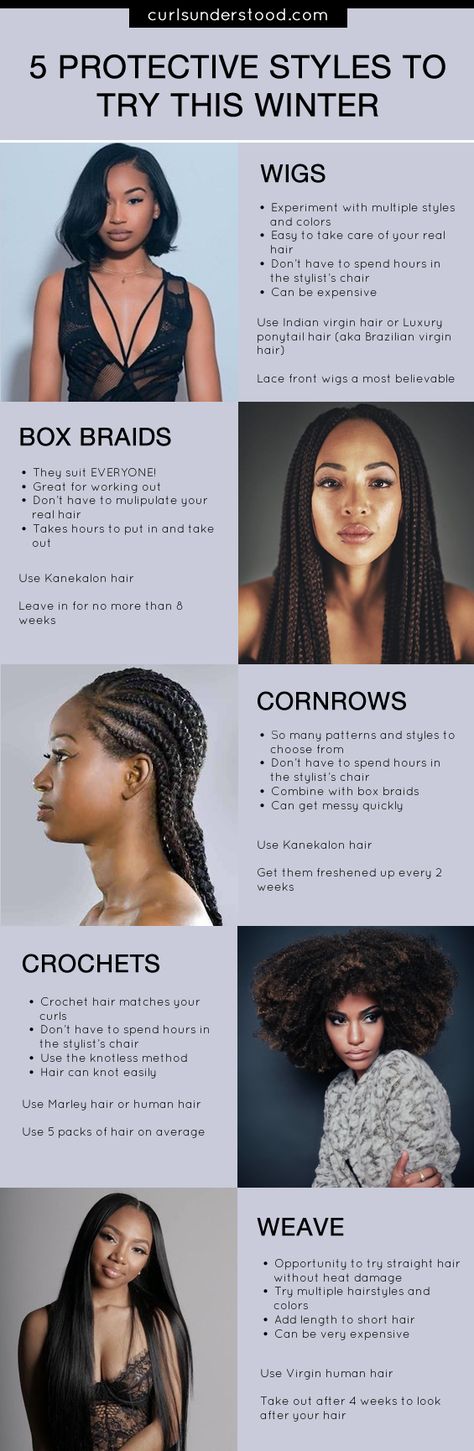 curlsunderstood.com
5 PROTECTIVE STYLES TO
TRY THIS WINTER
WIGS
• Experiment with multiple styles
and colors
• Easy to take care of your real
hair
• Don't have to spend hours in
the stylist's chair
• Can be expensive
Use Indian virgin hair or Luxury
ponytail hair (aka Brazilian virgin
hair)
Lace front wigs a most believable
BOX BRAIDS
• They suit EVERYONE!
• Great for working out
• Don't have to mulipulate your
real hair
• Takes hours to put in and take
out
Use Kanekalon hair
Leave in for no more than 8
weeks
CORNROWS
• So many patterns and styles to
choose from
• Don't have to spend hours in
the stylist's chair
• Combine with box braids
• Can get messy quickly
Use Kanekalon hair
Get them freshened up every 2
weeks
CROCHETS
• Crochet hair matches your
curls
• Don't have to spend hours in
the stylist's chair
• Use the knotless method
• Hair can knot easily
Use Marley hair or human hair
Use 5 packs of hair on average
WEAVE
• Opportunity to try straight hair
without heat damage
• Try multiple hairstyles and
colors
• Add length to short hair
• Can be very expensive
Use Virgin human hair
Take out after 4 weeks to look
after your hair